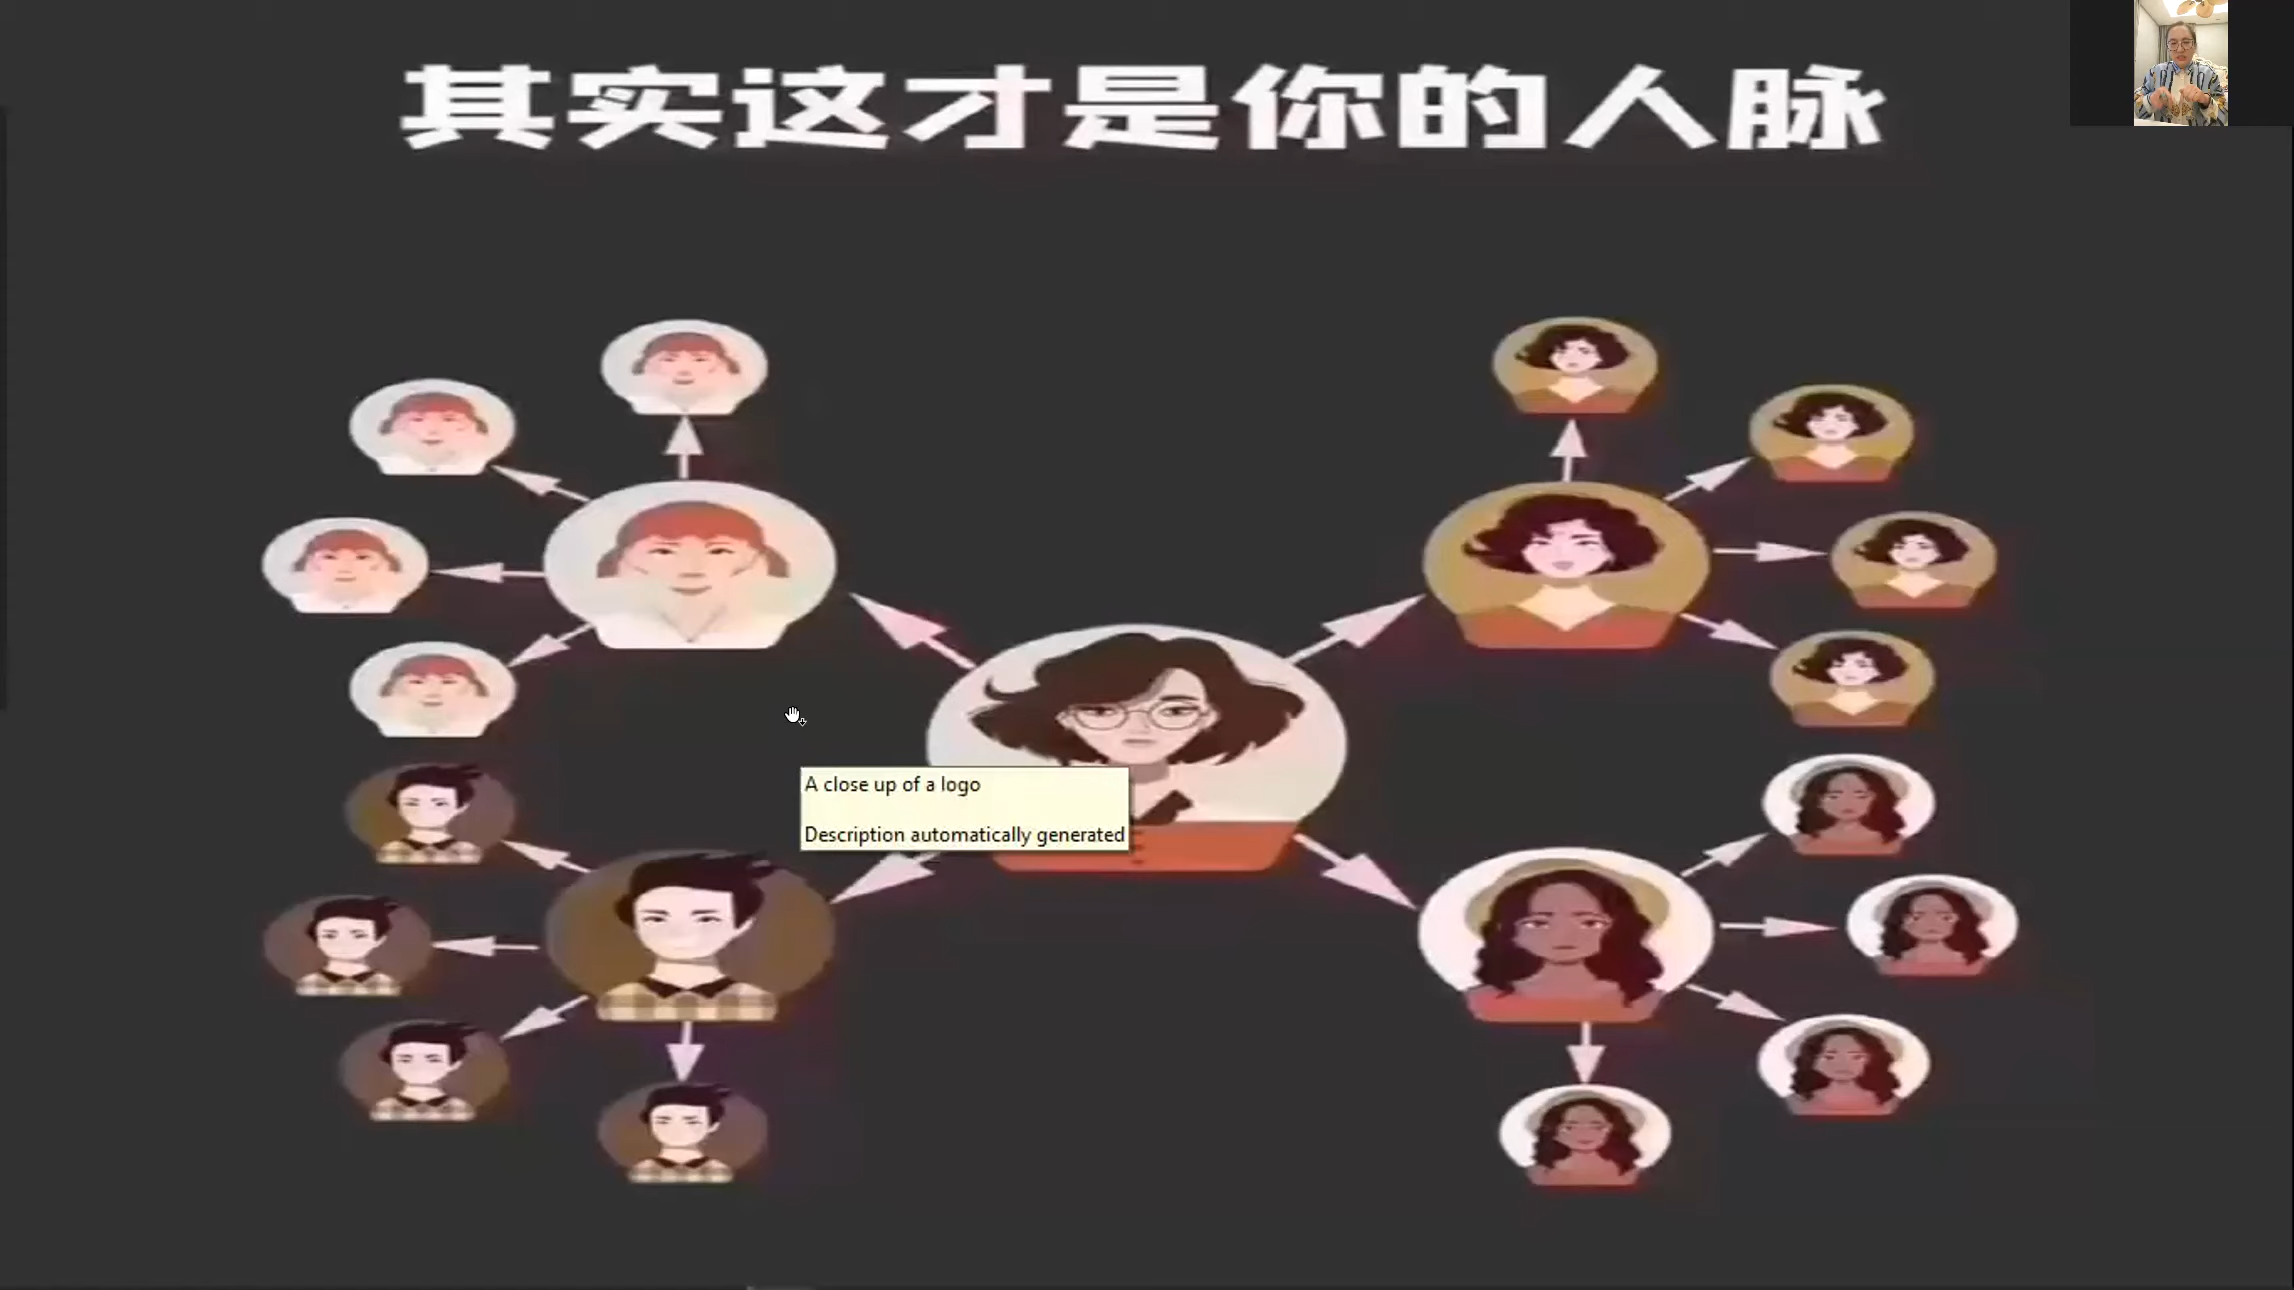 其实这才是你的人脉
A close up of a logo
Description automatically generated